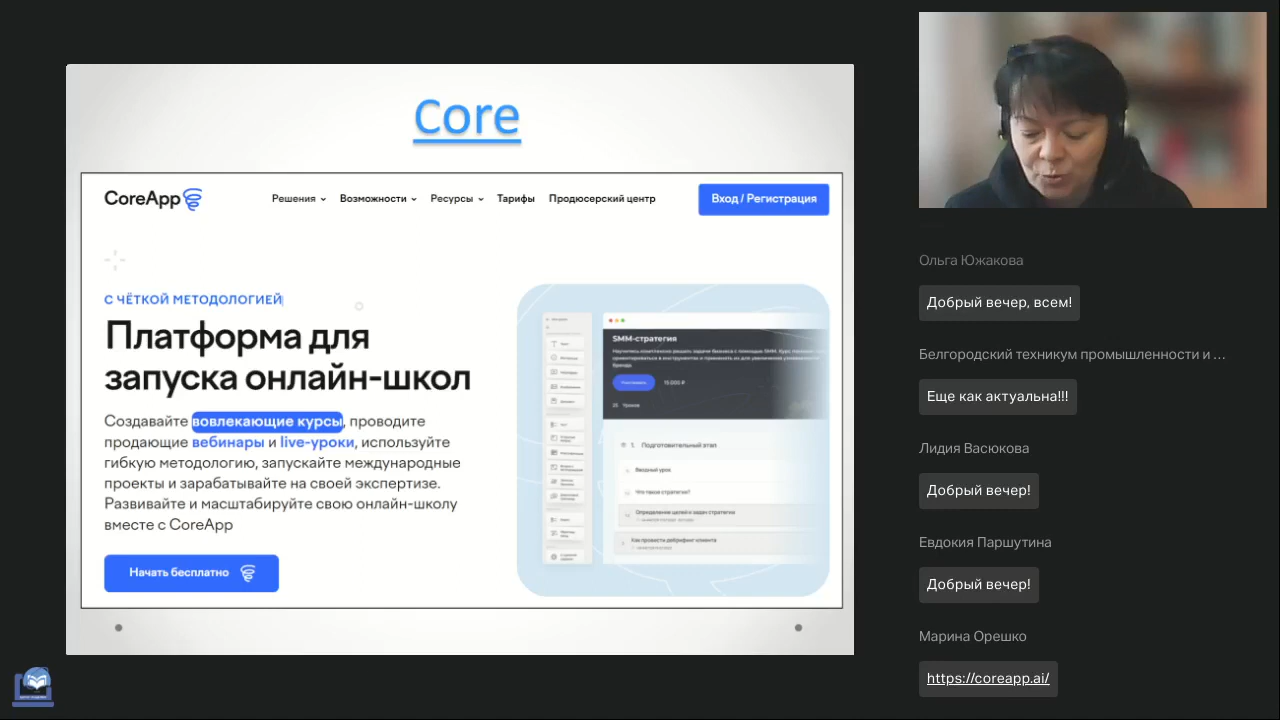 Core
CoreApp
Решения
Возможности
Ресурсы
Тарифы
Продюсерский центр
Вход / Регистрация
С ЧЁТКОЙ МЕТОДОЛОГИЕЙ
Платформа для
запуска онлайн-школ
Создавайте вовлекающие курсы, проводите
продающие вебинары и live-уроки, используйте
гибкую методологию, запускайте международные
проекты и зарабатывайте на своей экспертизе.
Развивайте и масштабируйте свою онлайн-школу
вместе с CoreApp
Начать бесплатно
SMM-стратегия
15 000 ₽
1. Подготовительный этап
Вводный урок
Что такое стратегия?
Определение целей и задач стратегии
Как провести дебрифинг клиента
Ольга Южакова
Добрый вечер, всем!
Белгородский техникум промышленности и ...
Еще как актуальна!!!
Лидия Васюкова
Добрый вечер!
Евдокия Паршутина
Добрый вечер!
Марина Орешко
https://coreapp.ai/